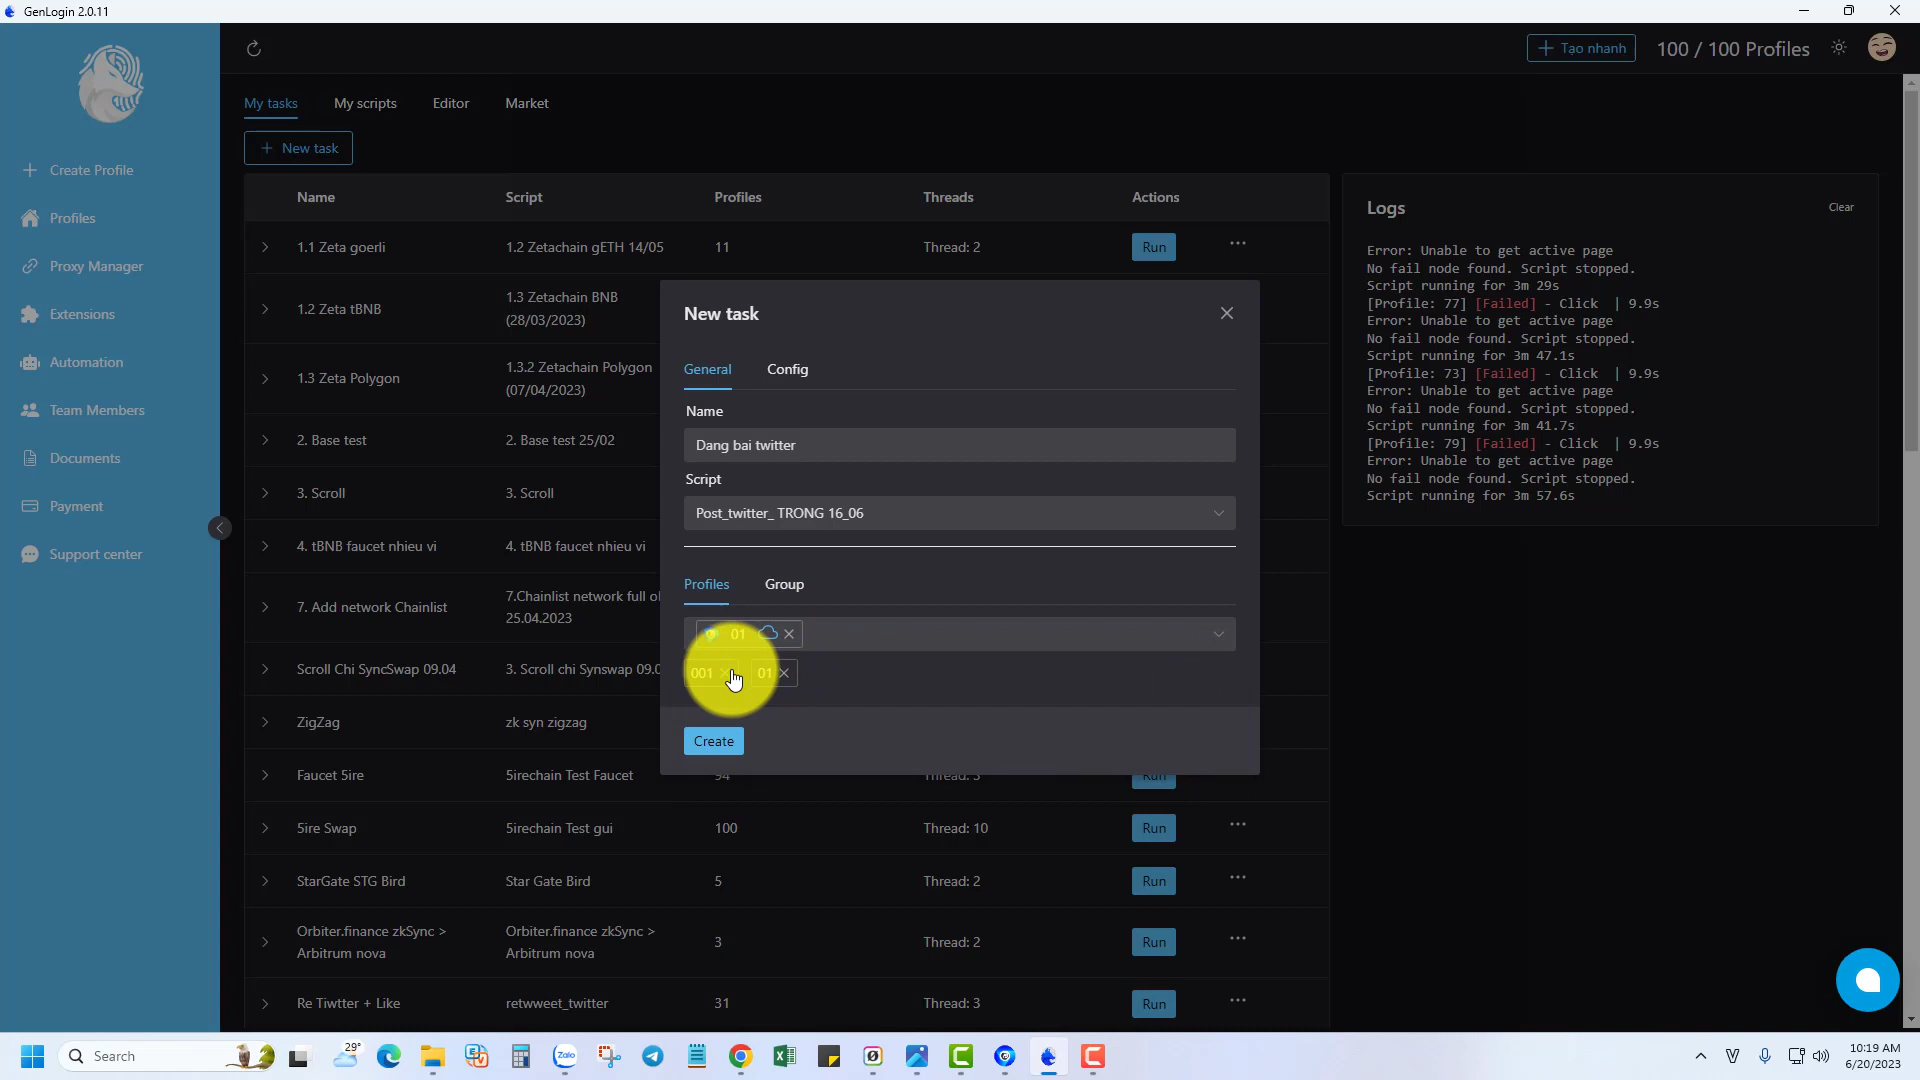 GenLogin 2.0.11
Tạo nhanh
100 / 100 Profiles
Create Profile
Profiles
Proxy Manager
Extensions
Automation
Team Members
Documents
Payment
Support center
My tasks
My scripts
Editor
Market
New task
Name
Script
Profiles
Threads
Actions
1.1 Zeta goerli
1.2 Zetachain gETH 14/05
11
Thread: 2
Run
1.2 Zeta tBNB
1.3 Zetachain BNB
(28/03/2023)
1.3 Zeta Polygon
1.3.2 Zetachain Polygon
(07/04/2023)
2. Base test
2. Base test 25/02
3. Scroll
3. Scroll
4. tBNB faucet nhieu vi
4. tBNB faucet nhieu vi
7. Add network Chainlist
7.Chainlist network full
25.04.2023
Scroll Chi SyncSwap 09.04
3. Scroll chi Synswap
ZigZag
zk syn zigzag
Faucet 5ire
5irechain Test Faucet
94
Thread: 3
Run
5ire Swap
5irechain Test gui
100
Thread: 10
Run
StarGate STG Bird
Star Gate Bird
5
Thread: 2
Run
Orbiter.finance zkSync >
Arbitrum nova
Orbiter.finance zkSync >
Arbitrum nova
3
Thread: 2
Run
Re Tiwtter + Like
retwweet_twitter
31
Thread: 3
Run
New task
General
Config
Name
Dang bai twitter
Script
Post_twitter_ TRONG 16_06
Profiles
Group
01
001
01
Create
Logs
Clear
Error: Unable to get active page
No fail node found. Script stopped.
Script running for 3m 29s
[Profile: 77] [Failed] - Click | 9.9s
Error: Unable to get active page
No fail node found. Script stopped.
Script running for 3m 47.1s
[Profile: 73] [Failed] - Click | 9.9s
Error: Unable to get active page
No fail node found. Script stopped.
Script running for 3m 41.7s
[Profile: 79] [Failed] - Click | 9.9s
Error: Unable to get active page
No fail node found. Script stopped.
Script running for 3m 57.6s
Search
29°
Zalo
10:19 AM
6/20/2023